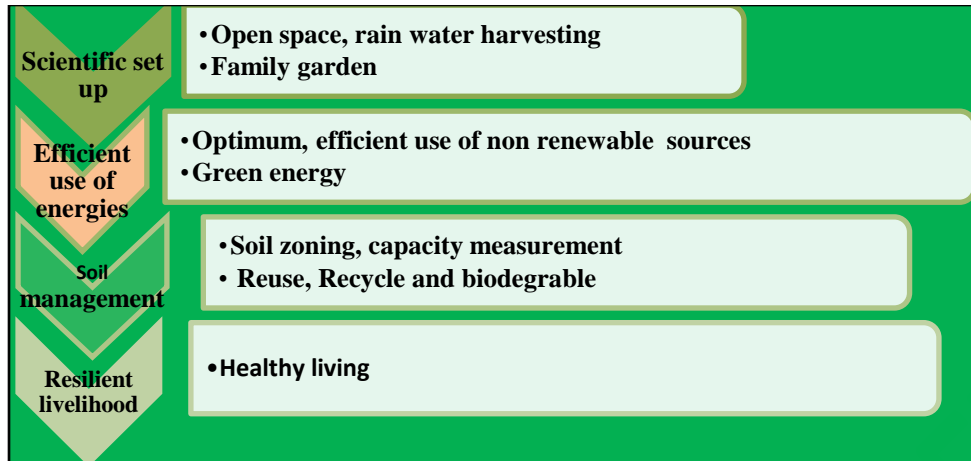 Scientific set
up
•Open space, rain water harvesting
•Family garden
Efficient
use of
energies
•Optimum, efficient use of non renewable sources
•Green energy
Soil
management
•Soil zoning, capacity measurement
• Reuse, Recycle and biodegrable
Resilient
livelihood
•Healthy living